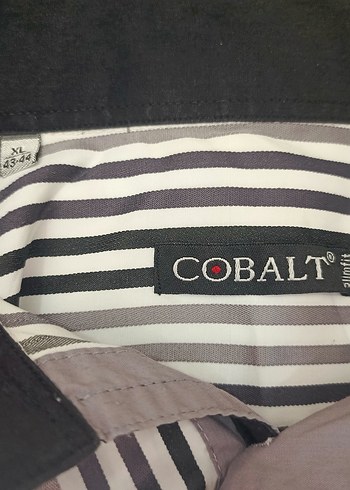 XL
43-44
COBALT®
slimfit